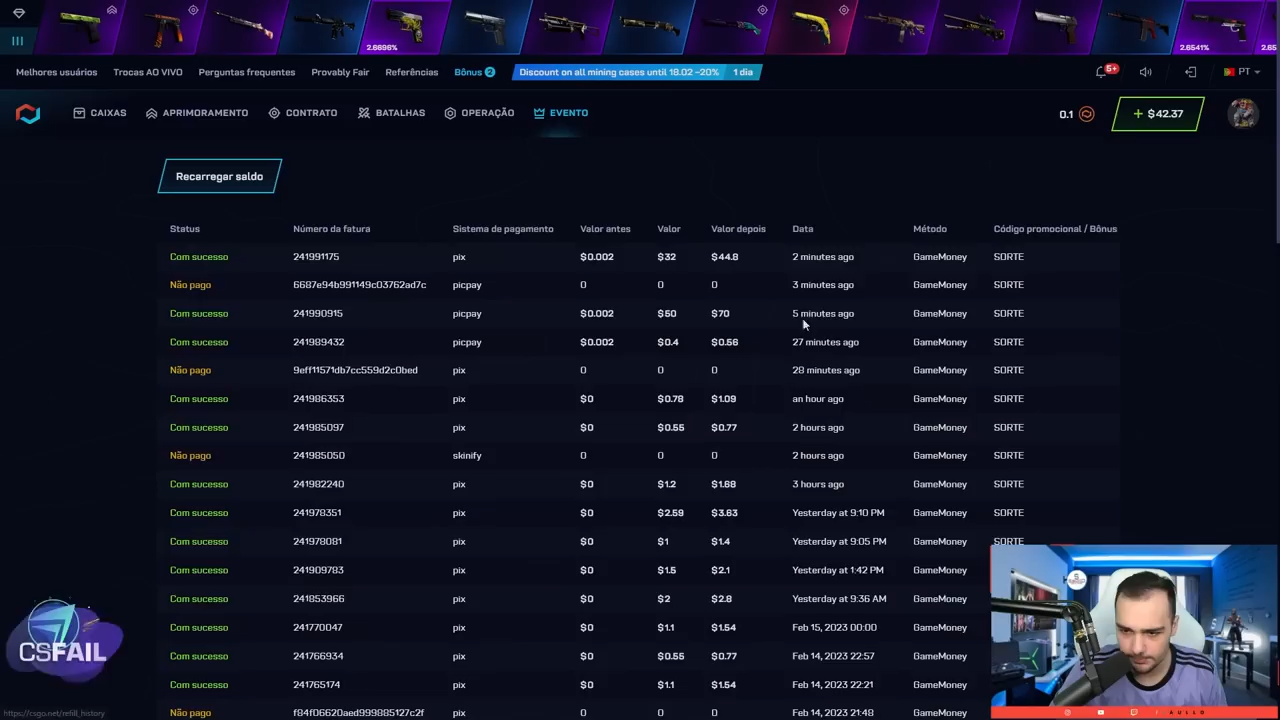 2.6696%
2.6541%
2.65
Melhores usuários Trocas AO VIVO Perguntas frequentes Provably Fair Referências Bônus 2 Discount on all mining cases until 18.02 -20% 1 dia 5+ PT
CAIXAS APRIMORAMENTO CONTRATO BATALHAS OPERAÇÃO EVENTO 0.1 + $42.37
Recarregar saldo
Status Número da fatura Sistema de pagamento Valor antes Valor Valor depois Data Método Código promocional / Bônus
Com sucesso 241991175 pix $0.002 $32 $44.8 2 minutes ago GameMoney SORTE
Não pago 6687e94b991149c03762ad7c picpay 0 0 0 3 minutes ago GameMoney SORTE
Com sucesso 241990915 picpay $0.002 $50 $70 5 minutes ago GameMoney SORTE
Com sucesso 241989432 picpay $0.002 $0.4 $0.56 27 minutes ago GameMoney SORTE
Não pago 9eff11571db7cc559d2c0bed pix 0 0 0 28 minutes ago GameMoney SORTE
Com sucesso 241986353 pix $0 $0.78 $1.09 an hour ago GameMoney SORTE
Com sucesso 241985097 pix $0 $0.55 $0.77 2 hours ago GameMoney SORTE
Não pago 241985050 skinify 0 0 0 2 hours ago GameMoney SORTE
Com sucesso 241982240 pix $0 $1.2 $1.68 3 hours ago GameMoney SORTE
Com sucesso 241978351 pix $0 $2.59 $3.63 Yesterday at 9:10 PM GameMoney SORTE
Com sucesso 241978081 pix $0 $1 $1.4 Yesterday at 9:05 PM GameMoney SORTE
Com sucesso 241909783 pix $0 $1.5 $2.1 Yesterday at 1:42 PM GameMoney
Com sucesso 241853966 pix $0 $2 $2.8 Yesterday at 9:36 AM GameMoney
Com sucesso 241770047 pix $0 $1.1 $1.54 Feb 15, 2023 00:00 GameMoney
Com sucesso 241766934 pix $0 $0.55 $0.77 Feb 14, 2023 22:57 GameMoney
Com sucesso 241765174 pix $0 $1.1 $1.54 Feb 14, 2023 22:21 GameMoney
Não pago f84f06620aed999885127c2f pix 0 0 0 Feb 14, 2023 21:48 GameMoney
CSFAIL
https://csgo.net/refill_history
/ A U L L O